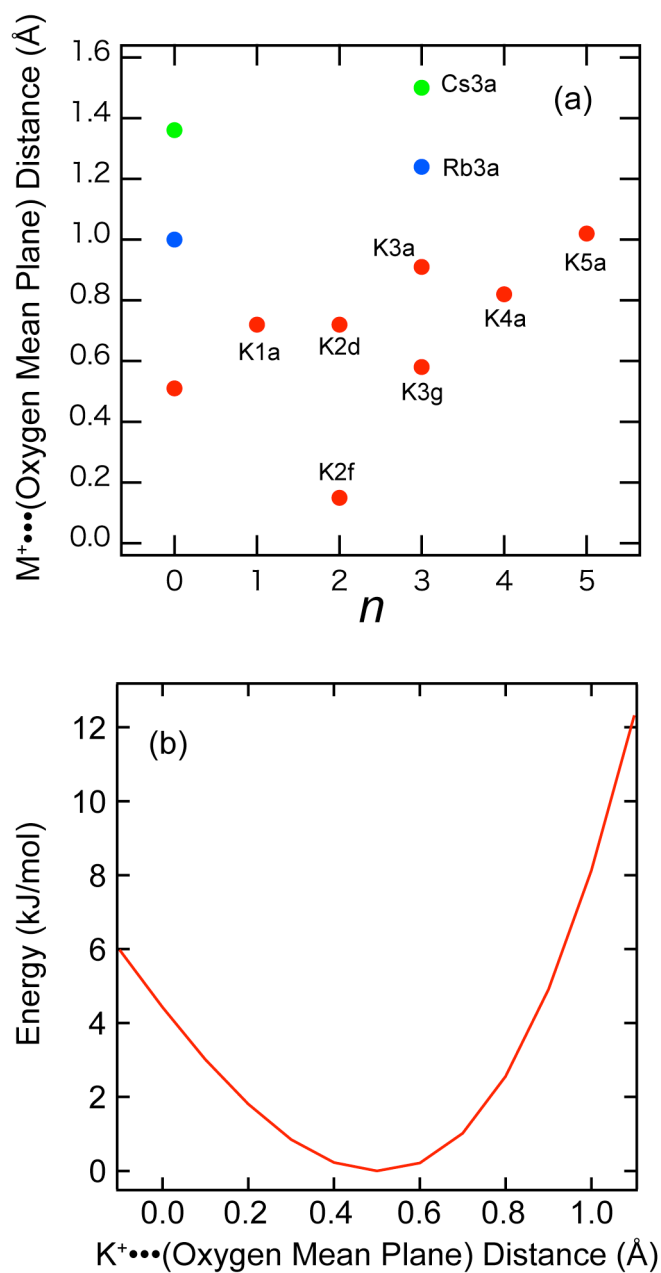 1.6
1.4
1.2
1.0
0.8
0.6
0.4
0.2
0.0
M⁺•••(Oxygen Mean Plane) Distance (Å)
(a)
Cs3a
Rb3a
K3a
K5a
K1a
K2d
K4a
K3g
K2f
0 1 2 3 4 5
n
12
10
8
6
4
2
0
Energy (kJ/mol)
(b)
0.0 0.2 0.4 0.6 0.8 1.0
K⁺•••(Oxygen Mean Plane) Distance (Å)